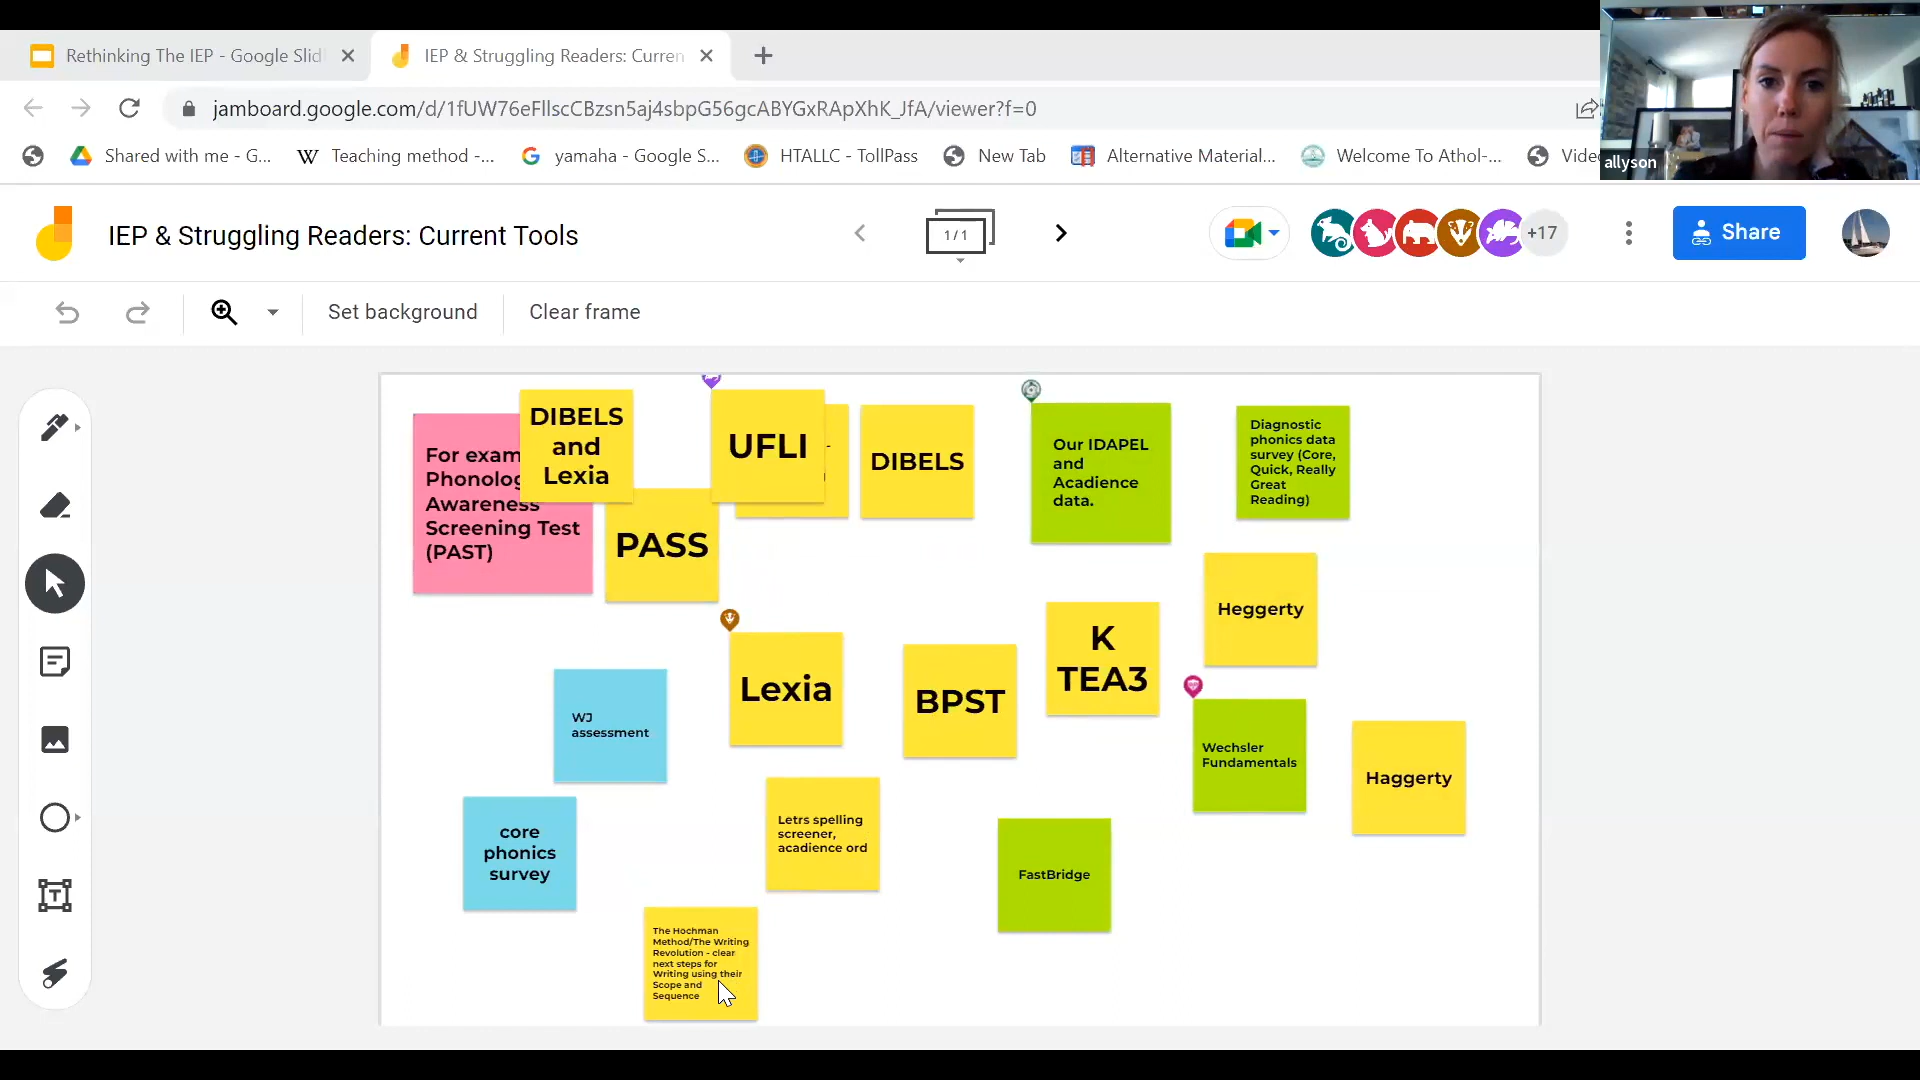 Rethinking The IEP - Google Slid
IEP & Struggling Readers: Curren
allyson
jamboard.google.com/d/1fUW76eFllscCBzsn5aj4sbpG56gcABYGxRApXhK_JfA/viewer?f=0
Shared with me - G...
Teaching method -...
yamaha - Google S...
HTALLC - TollPass
New Tab
Alternative Material...
Welcome To Athol-...
IEP & Struggling Readers: Current Tools
1 / 1
+17
Share
Set background
Clear frame
For exam
Phonolog
Awareness
Screening Test
(PAST)
DIBELS
and
Lexia
PASS
UFLI
DIBELS
Our IDAPEL
and
Acadience
data.
Diagnostic
phonics data
survey (Core,
Quick, Really
Great
Reading)
Heggerty
K
TEA3
BPST
Lexia
WJ
assessment
Wechsler
Fundamentals
Haggerty
core
phonics
survey
Letrs spelling
screener,
acadience ord
FastBridge
The Hochman
Method/The Writing
Revolution - clear
next steps for
Writing using their
Scope and
Sequence